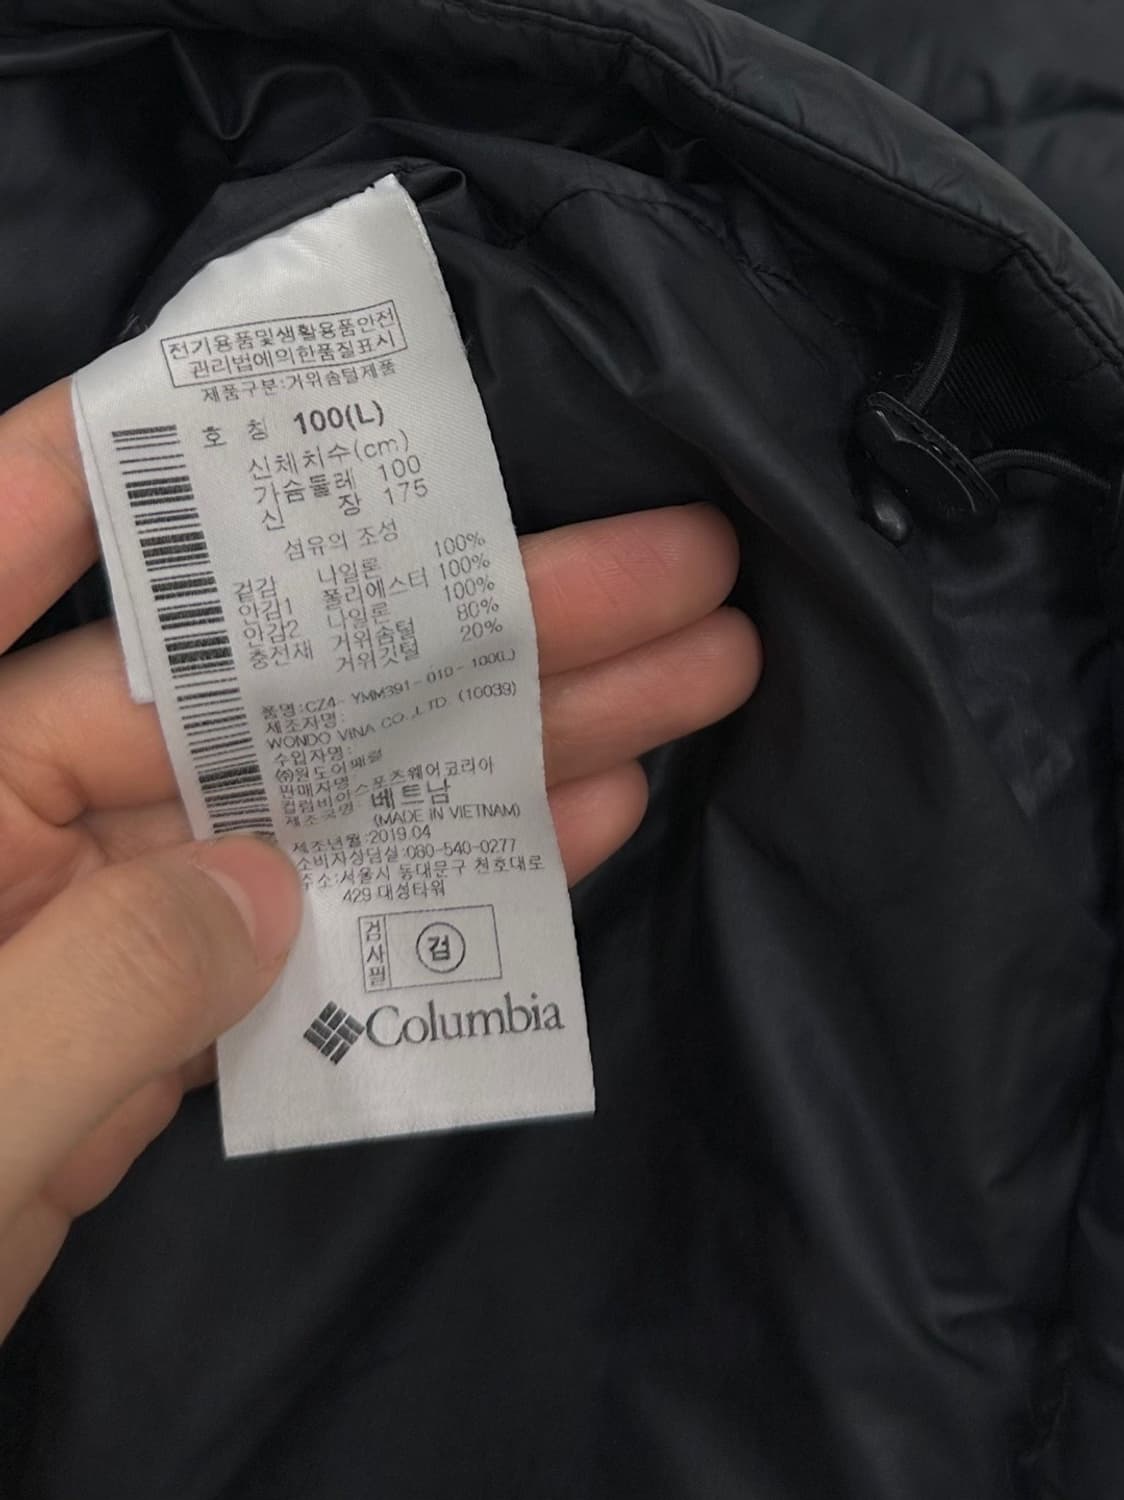 전기용품및생활용품안전
관리법에의한품질표시
제품구분:거위솜털제품
호 칭 100(L)
신체치수(cm)
가슴둘레 100
신 장 175
섬유의 조성
겉감 나일론 100%
안감1 폴리에스터 100%
안감2 나일론 100%
충전재 거위솜털 80%
거위깃털 20%
품명:CZ4-YMM391-010-100(L)
제조자명:
WONDO VINA CO.,LTD (10039)
수입자명:
㈜원도어패럴
판매자명:
컬럼비아스포츠웨어코리아
제조국명: 베트남
(MADE IN VIETNAM)
제조년월:2019.04
소비자상담실:080-540-0277
주소:서울시 동대문구 천호대로
429 대성타워
검사필
검
Columbia